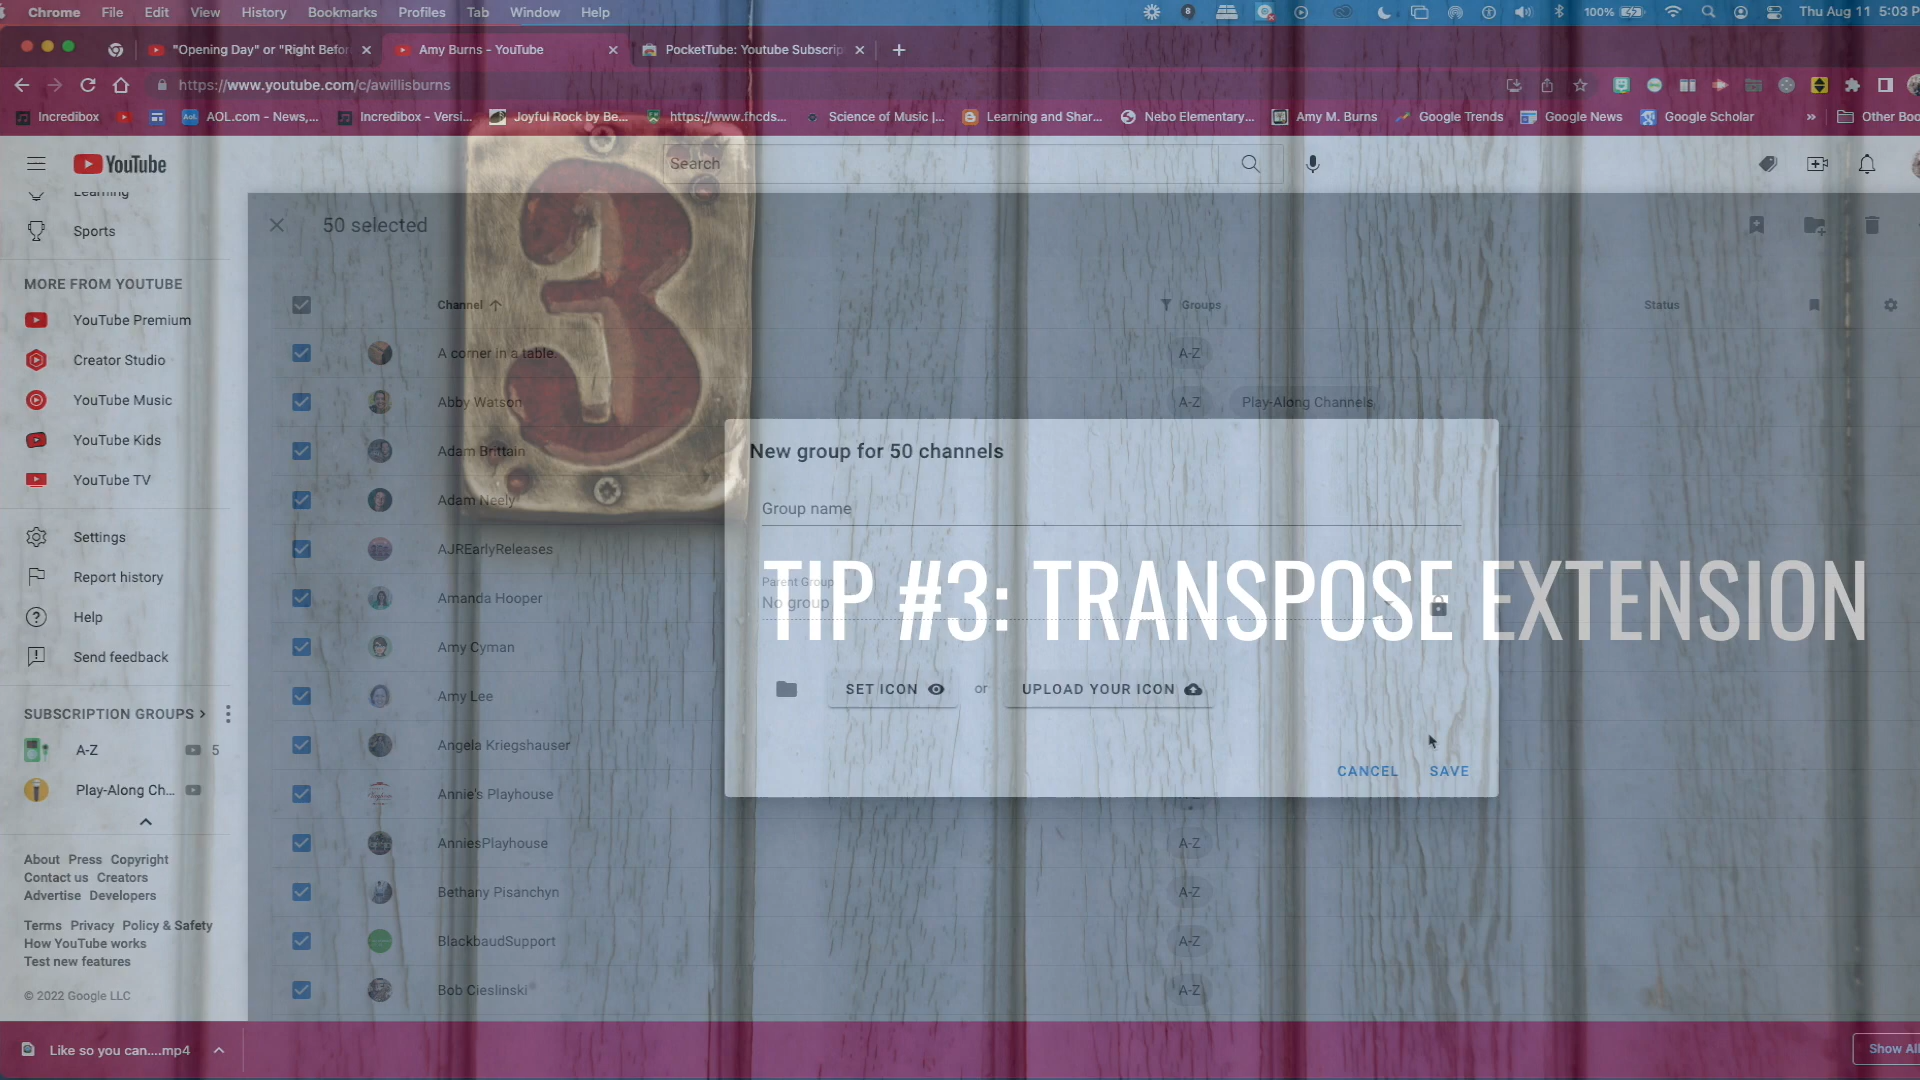 Chrome File Edit View History Bookmarks Profiles Tab Window Help 8 100% Thu Aug 11 5:03 P
"Opening Day" or "Right Befor Amy Burns - YouTube PocketTube: Youtube Subscrip
https://www.youtube.com/c/awillisburns
Incredibox AOL.com - News,... Incredibox - Versi... Joyful Rock by Be... https://www.fhcds... Science of Music |... Learning and Shar... Nebo Elementary... Amy M. Burns Google Trends Google News Google Scholar » Other Boo
YouTube Search
Learning
Sports
MORE FROM YOUTUBE
YouTube Premium
Creator Studio
YouTube Music
YouTube Kids
YouTube TV
Settings
Report history
Help
Send feedback
SUBSCRIPTION GROUPS
A-Z 5
Play-Along Ch...
About Press Copyright
Contact us Creators
Advertise Developers
Terms Privacy Policy & Safety
How YouTube works
Test new features
© 2022 Google LLC
50 selected
3
Channel Groups Status
A corner in a table. A-Z
Abby Watson A-Z Play-Along Channels
Adam Brittain
Adam Neely
AJREarlyReleases
Amanda Hooper
Amy Cyman
Amy Lee
Angela Kriegshauser
Annie's Playhouse
AnniesPlayhouse A-Z
Bethany Pisanchyn A-Z
BlackbaudSupport A-Z
Bob Cieslinski A-Z
New group for 50 channels
Group name
Parent Group
No group
TIP #3: TRANSPOSE EXTENSION
SET ICON or UPLOAD YOUR ICON
CANCEL SAVE
Like so you can....mp4 Show All